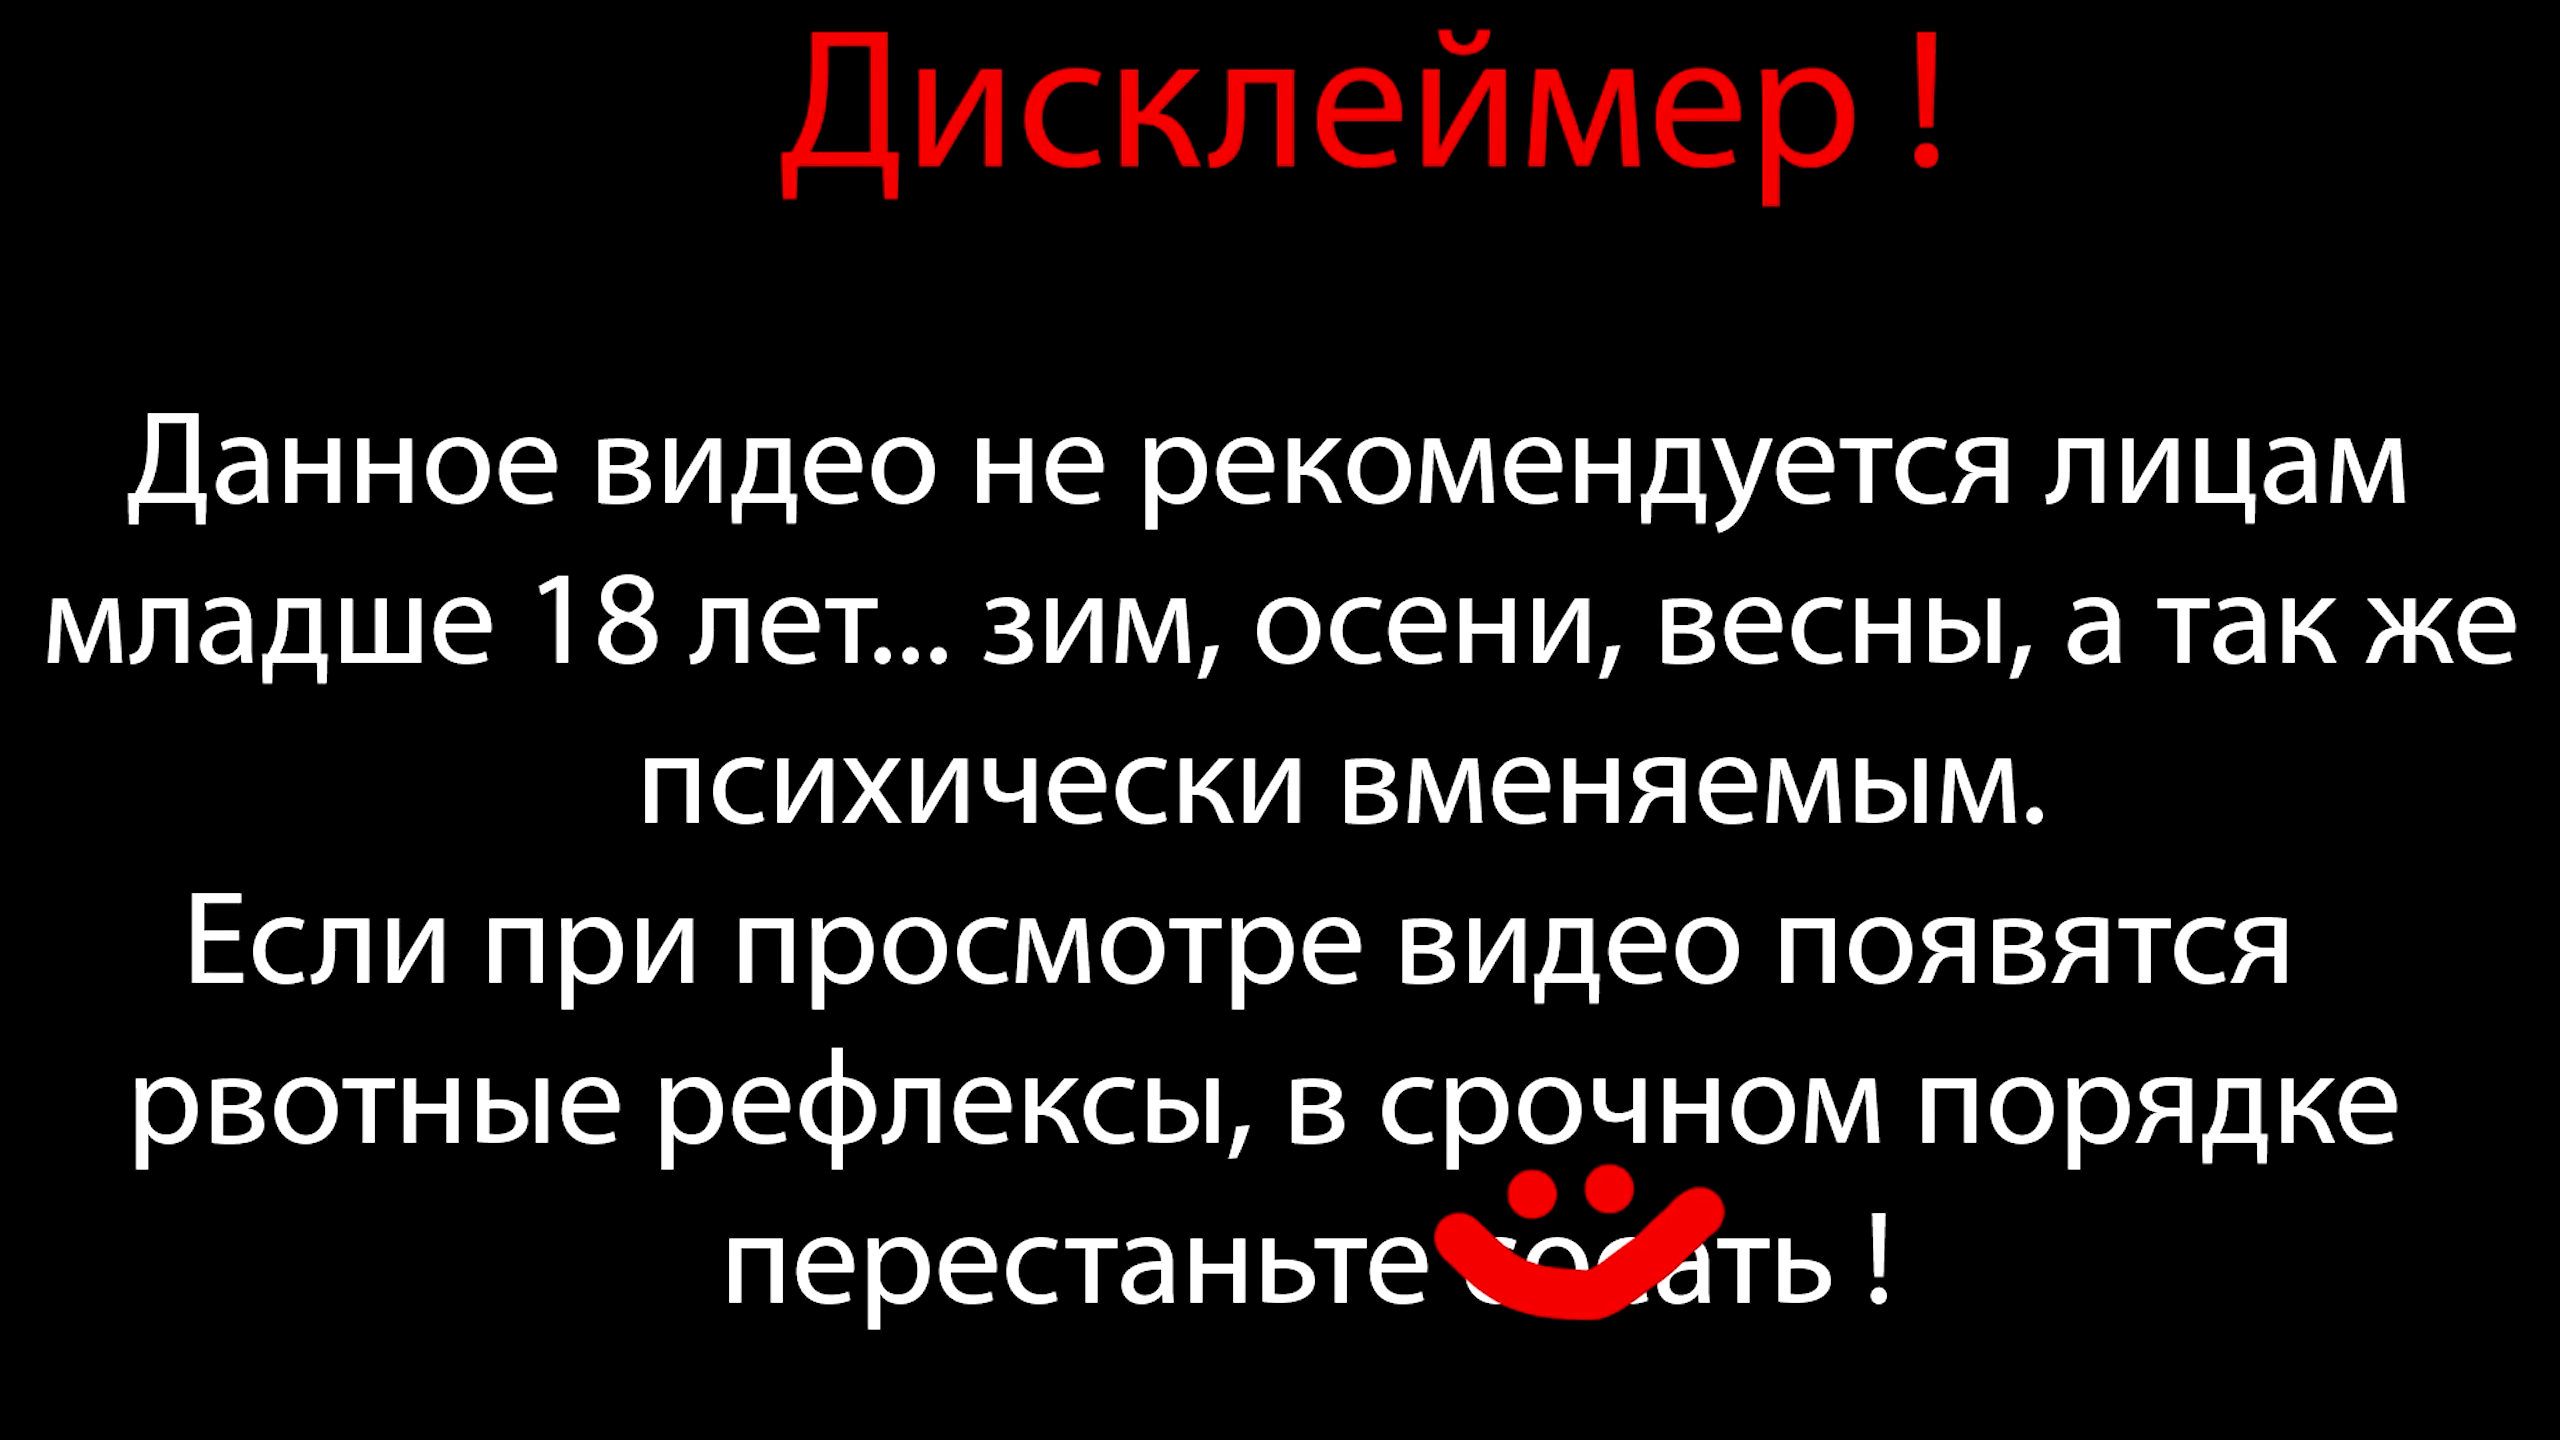 Дисклеймер !
Данное видео не рекомендуется лицам
младше 18 лет... зим, осени, весны, а так же
психически вменяемым.
Если при просмотре видео появятся
рвотные рефлексы, в срочном порядке
перестаньте сосать !